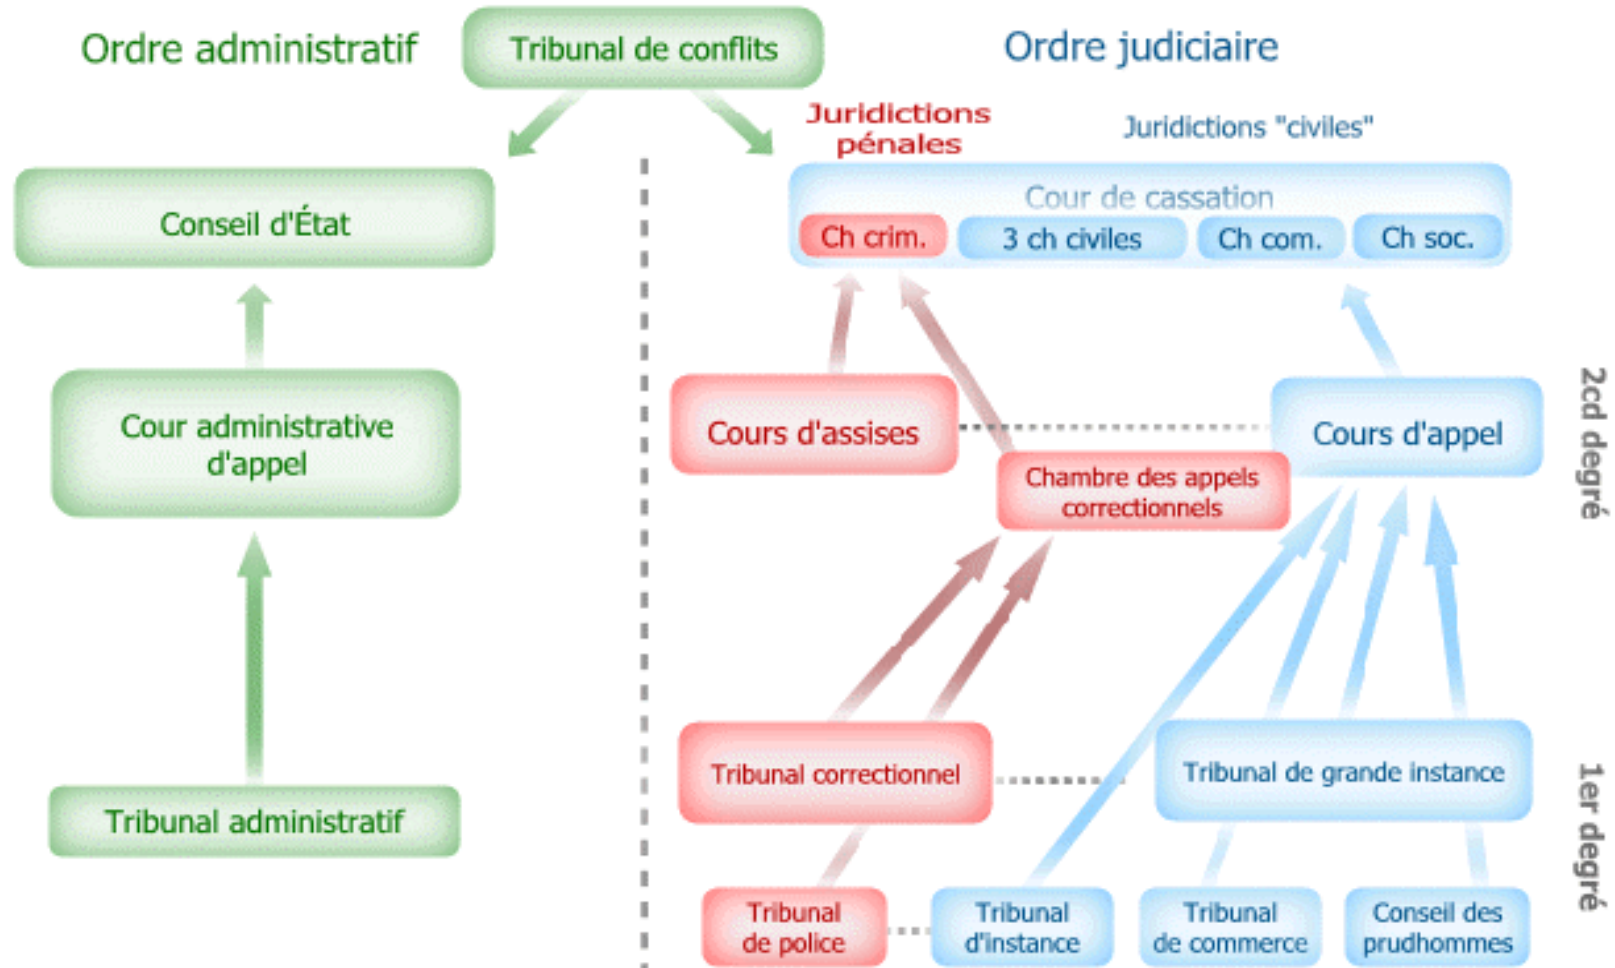 Ordre administratif
Tribunal de conflits
Ordre judiciaire
Juridictions
pénales
Juridictions "civiles"
Conseil d'État
Cour de cassation
Ch crim.
3 ch civiles
Ch com.
Ch soc.
Cour administrative
d'appel
Cours d'assises
Cours d'appel
Chambre des appels
correctionnels
2cd degré
Tribunal administratif
Tribunal correctionnel
Tribunal de grande instance
1er degré
Tribunal
de police
Tribunal
d'instance
Tribunal
de commerce
Conseil des
prudhommes